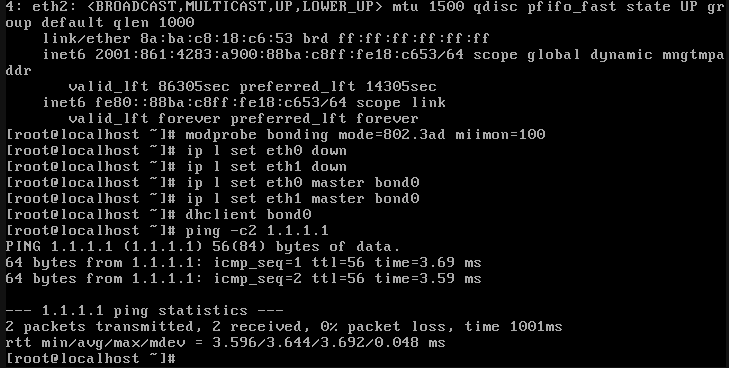 4: eth2: <BROADCAST,MULTICAST,UP,LOWER_UP> mtu 1500 qdisc pfifo_fast state UP gr
oup default qlen 1000
    link/ether 8a:ba:c8:18:c6:53 brd ff:ff:ff:ff:ff:ff
    inet6 2001:861:4283:a900:88ba:c8ff:fe18:c653/64 scope global dynamic mngtmpa
ddr
       valid_lft 86305sec preferred_lft 14305sec
    inet6 fe80::88ba:c8ff:fe18:c653/64 scope link
       valid_lft forever preferred_lft forever
[root@localhost ~]# modprobe bonding mode=802.3ad miimon=100
[root@localhost ~]# ip l set eth0 down
[root@localhost ~]# ip l set eth1 down
[root@localhost ~]# ip l set eth0 master bond0
[root@localhost ~]# ip l set eth1 master bond0
[root@localhost ~]# dhclient bond0
[root@localhost ~]# ping -c2 1.1.1.1
PING 1.1.1.1 (1.1.1.1) 56(84) bytes of data.
64 bytes from 1.1.1.1: icmp_seq=1 ttl=56 time=3.69 ms
64 bytes from 1.1.1.1: icmp_seq=2 ttl=56 time=3.59 ms

--- 1.1.1.1 ping statistics ---
2 packets transmitted, 2 received, 0% packet loss, time 1001ms
rtt min/avg/max/mdev = 3.596/3.644/3.692/0.048 ms
[root@localhost ~]#